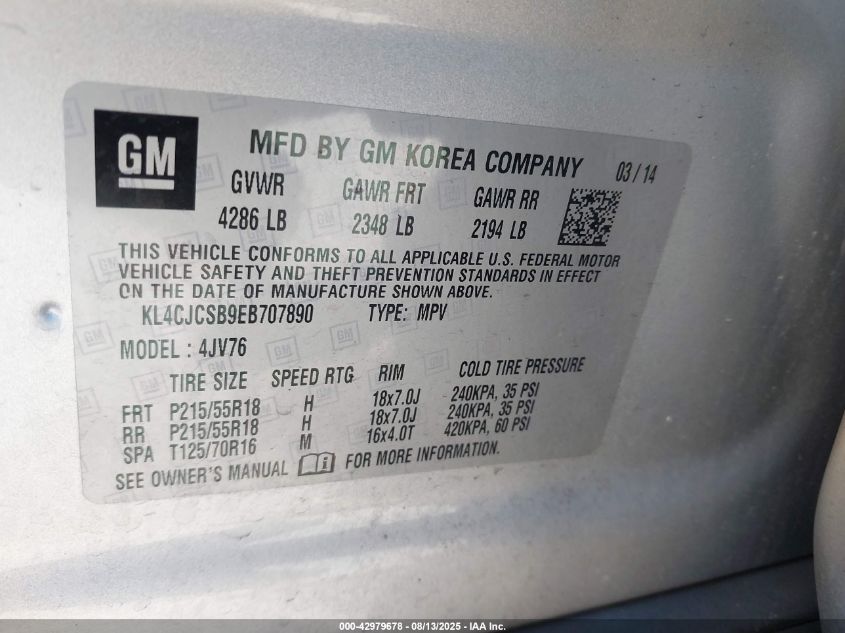 GM
MFD BY GM KOREA COMPANY 03/14
GVWR GAWR FRT GAWR RR
4286 LB 2348 LB 2194 LB
THIS VEHICLE CONFORMS TO ALL APPLICABLE U.S. FEDERAL MOTOR
VEHICLE SAFETY AND THEFT PREVENTION STANDARDS IN EFFECT
ON THE DATE OF MANUFACTURE SHOWN ABOVE.
KL4CJCSB9EB707890 TYPE: MPV
MODEL : 4JV76
TIRE SIZE SPEED RTG RIM COLD TIRE PRESSURE
FRT P215/55R18 H 18x7.0J 240KPA, 35 PSI
RR P215/55R18 H 18x7.0J 240KPA, 35 PSI
SPA T125/70R16 M 16x4.0T 420KPA, 60 PSI
SEE OWNER'S MANUAL FOR MORE INFORMATION.
000-42979678 - 08/13/2025 - IAA Inc.